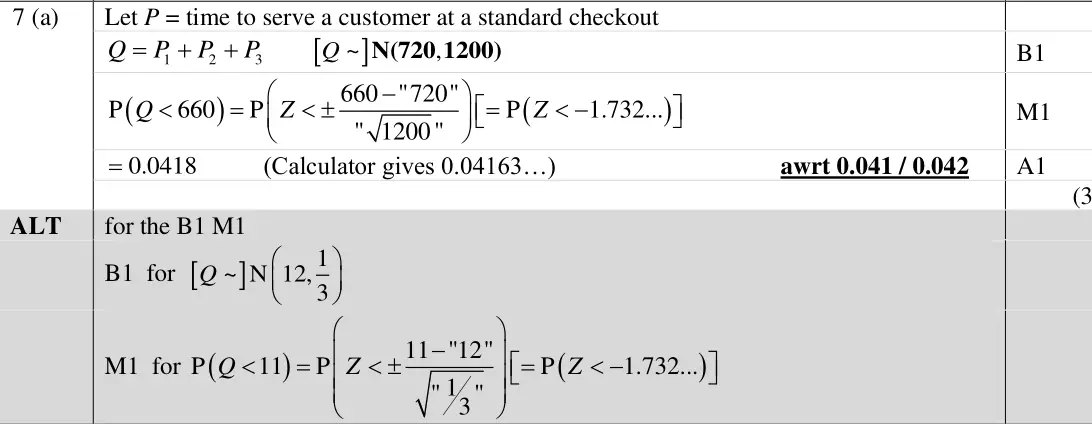 7 (a) Let P = time to serve a customer at a standard checkout
Q = P₁ + P₂ + P₃ [Q ~] N(720,1200) B1
P(Q < 660) = P(Z < ± (660 − "720") / "√1200") [= P(Z < −1.732...)] M1
= 0.0418 (Calculator gives 0.04163…) awrt 0.041 / 0.042 A1
(3
ALT for the B1 M1
B1 for [Q ~] N(12, 1/3)
M1 for P(Q < 11) = P(Z < ± (11 − "12") / √("1/3")) [= P(Z < −1.732...)]